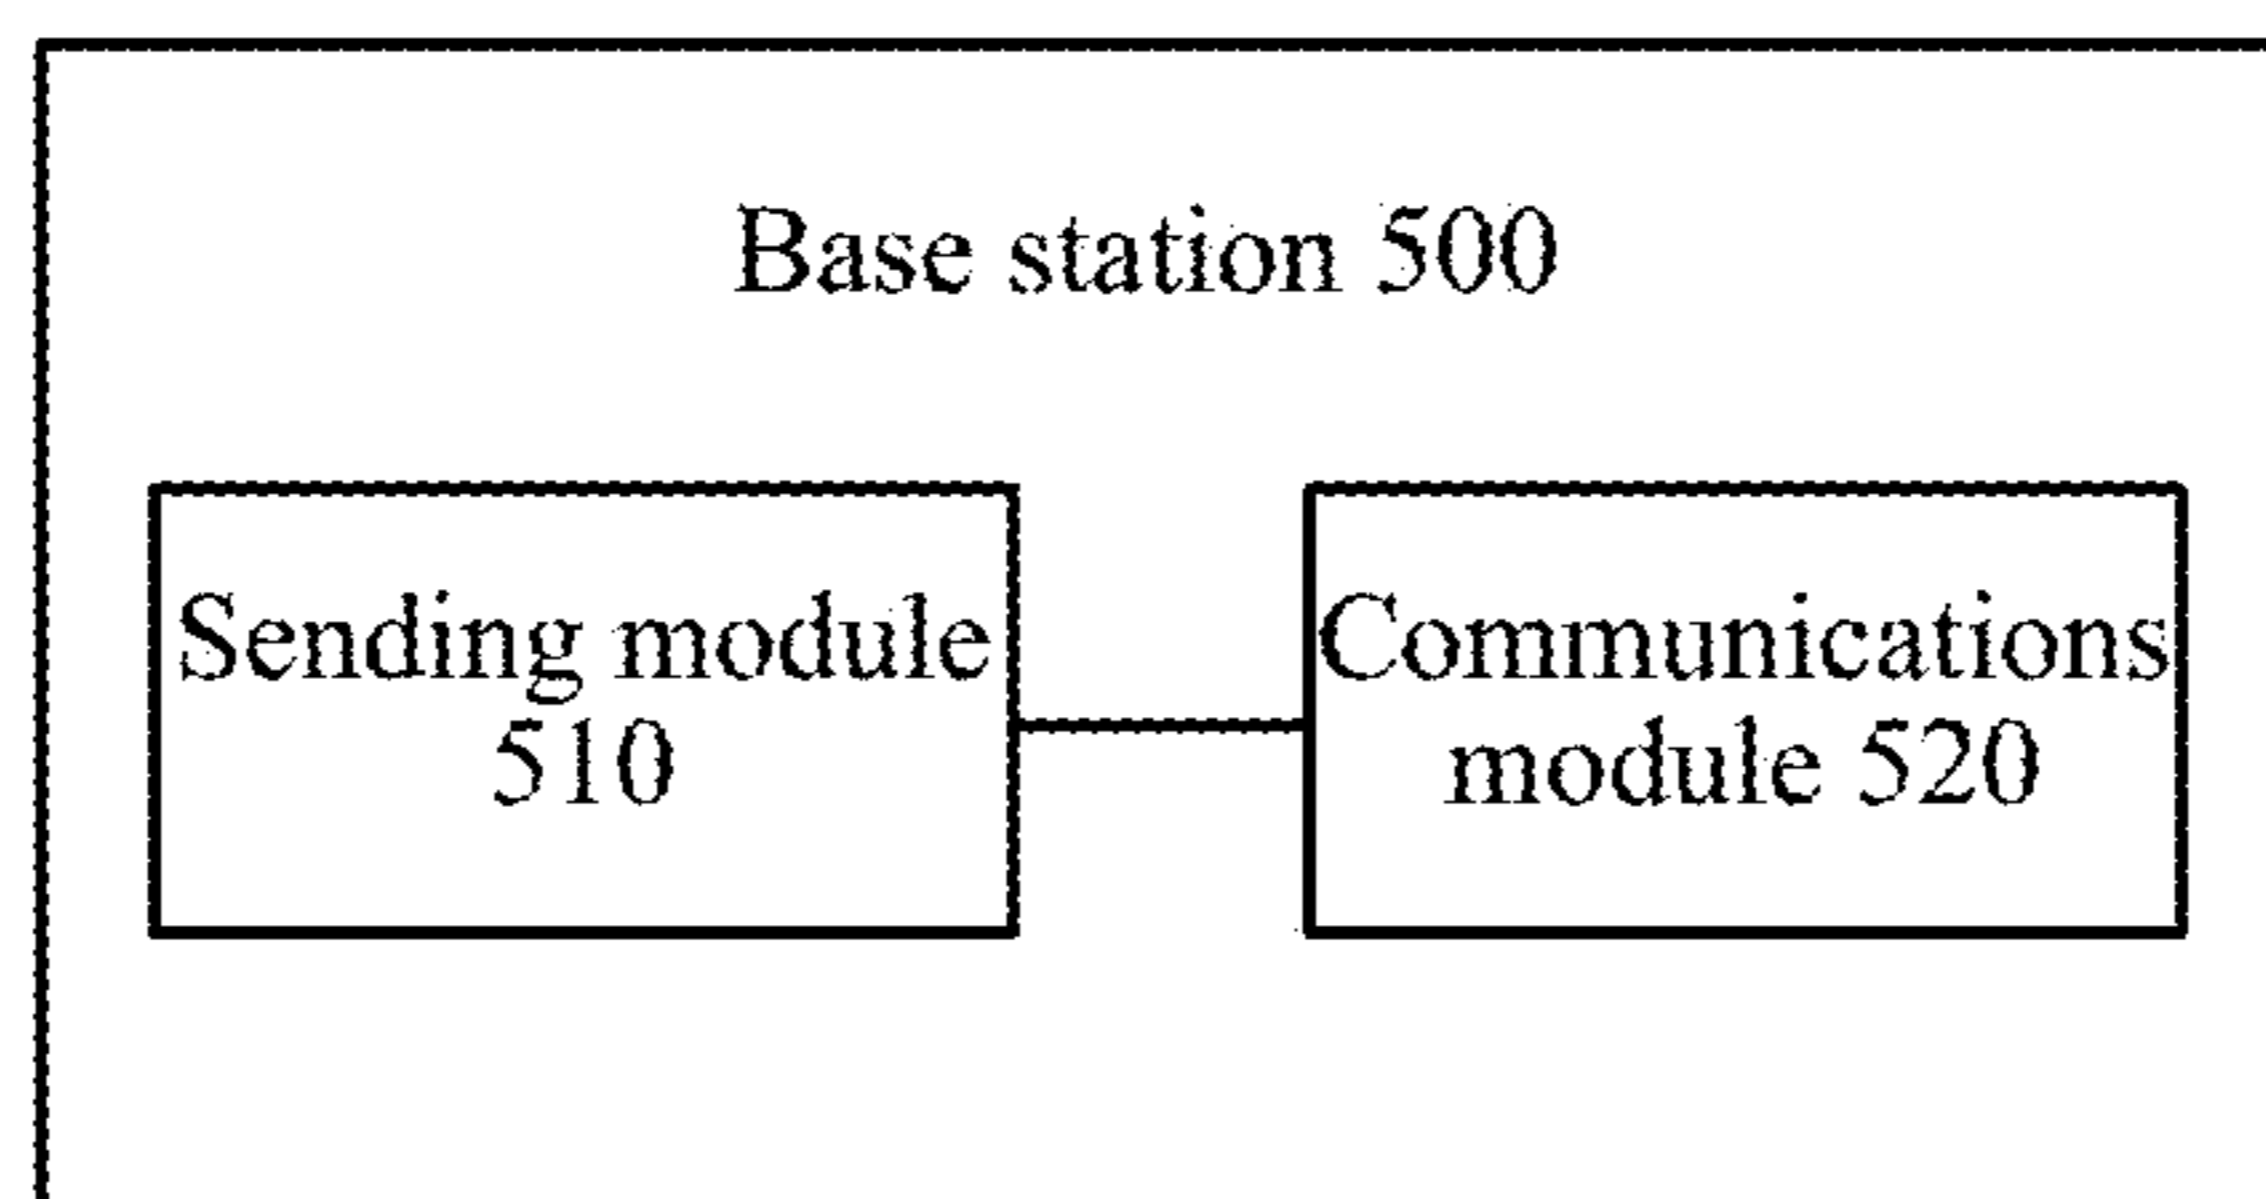 Base station 500
Sending module
510
Communications
module 520